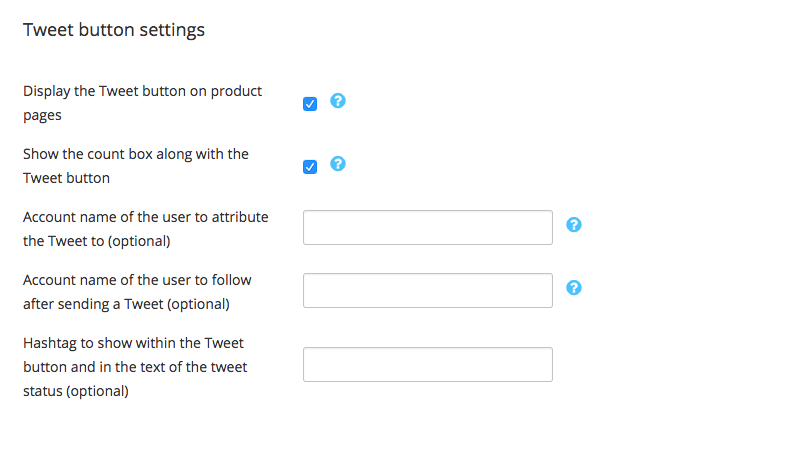 Tweet button settings
Display the Tweet button on product
pages
?
Show the count box along with the
Tweet button
?
Account name of the user to attribute
the Tweet to (optional)
?
Account name of the user to follow
after sending a Tweet (optional)
?
Hashtag to show within the Tweet
button and in the text of the tweet
status (optional)